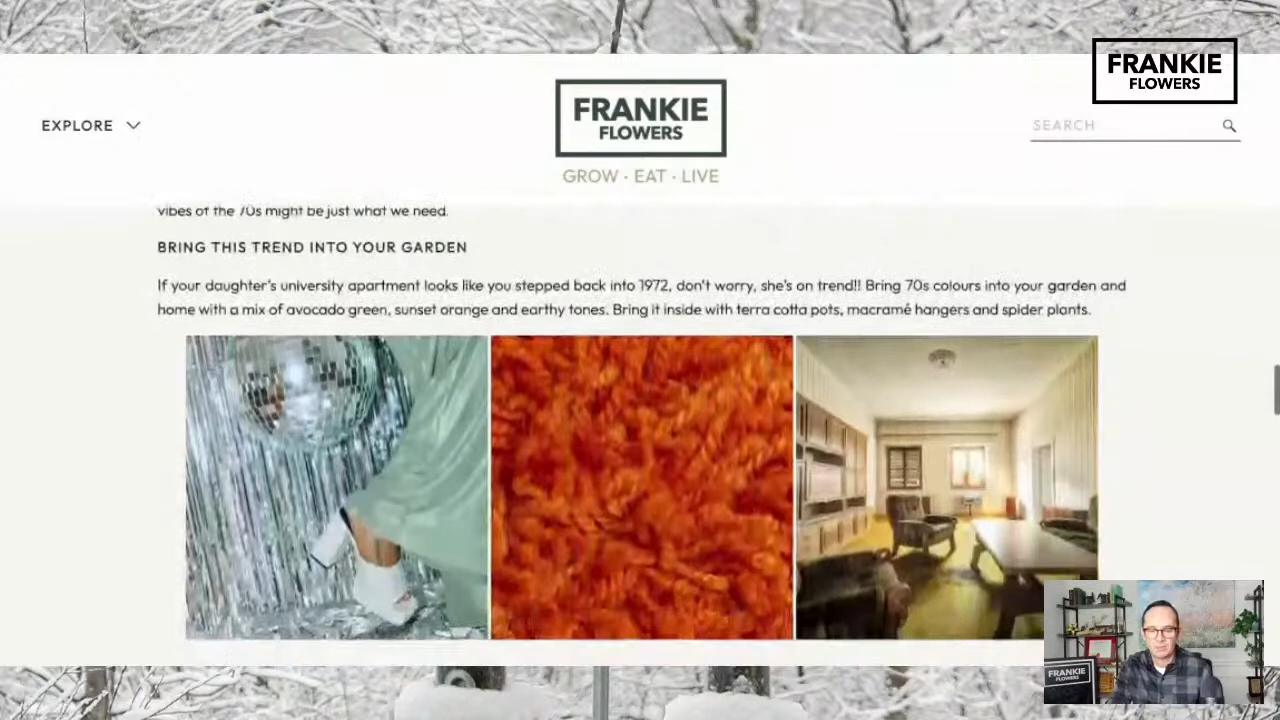 FRANKIE
FLOWERS
EXPLORE
FRANKIE
FLOWERS
SEARCH
GROW · EAT · LIVE
vibes of the 70s might be just what we need.
BRING THIS TREND INTO YOUR GARDEN
If your daughter's university apartment looks like you stepped back into 1972, don't worry, she's on trend!! Bring 70s colours into your garden and
home with a mix of avocado green, sunset orange and earthy tones. Bring it inside with terra cotta pots, macramé hangers and spider plants.
FRANKIE
FLOWERS